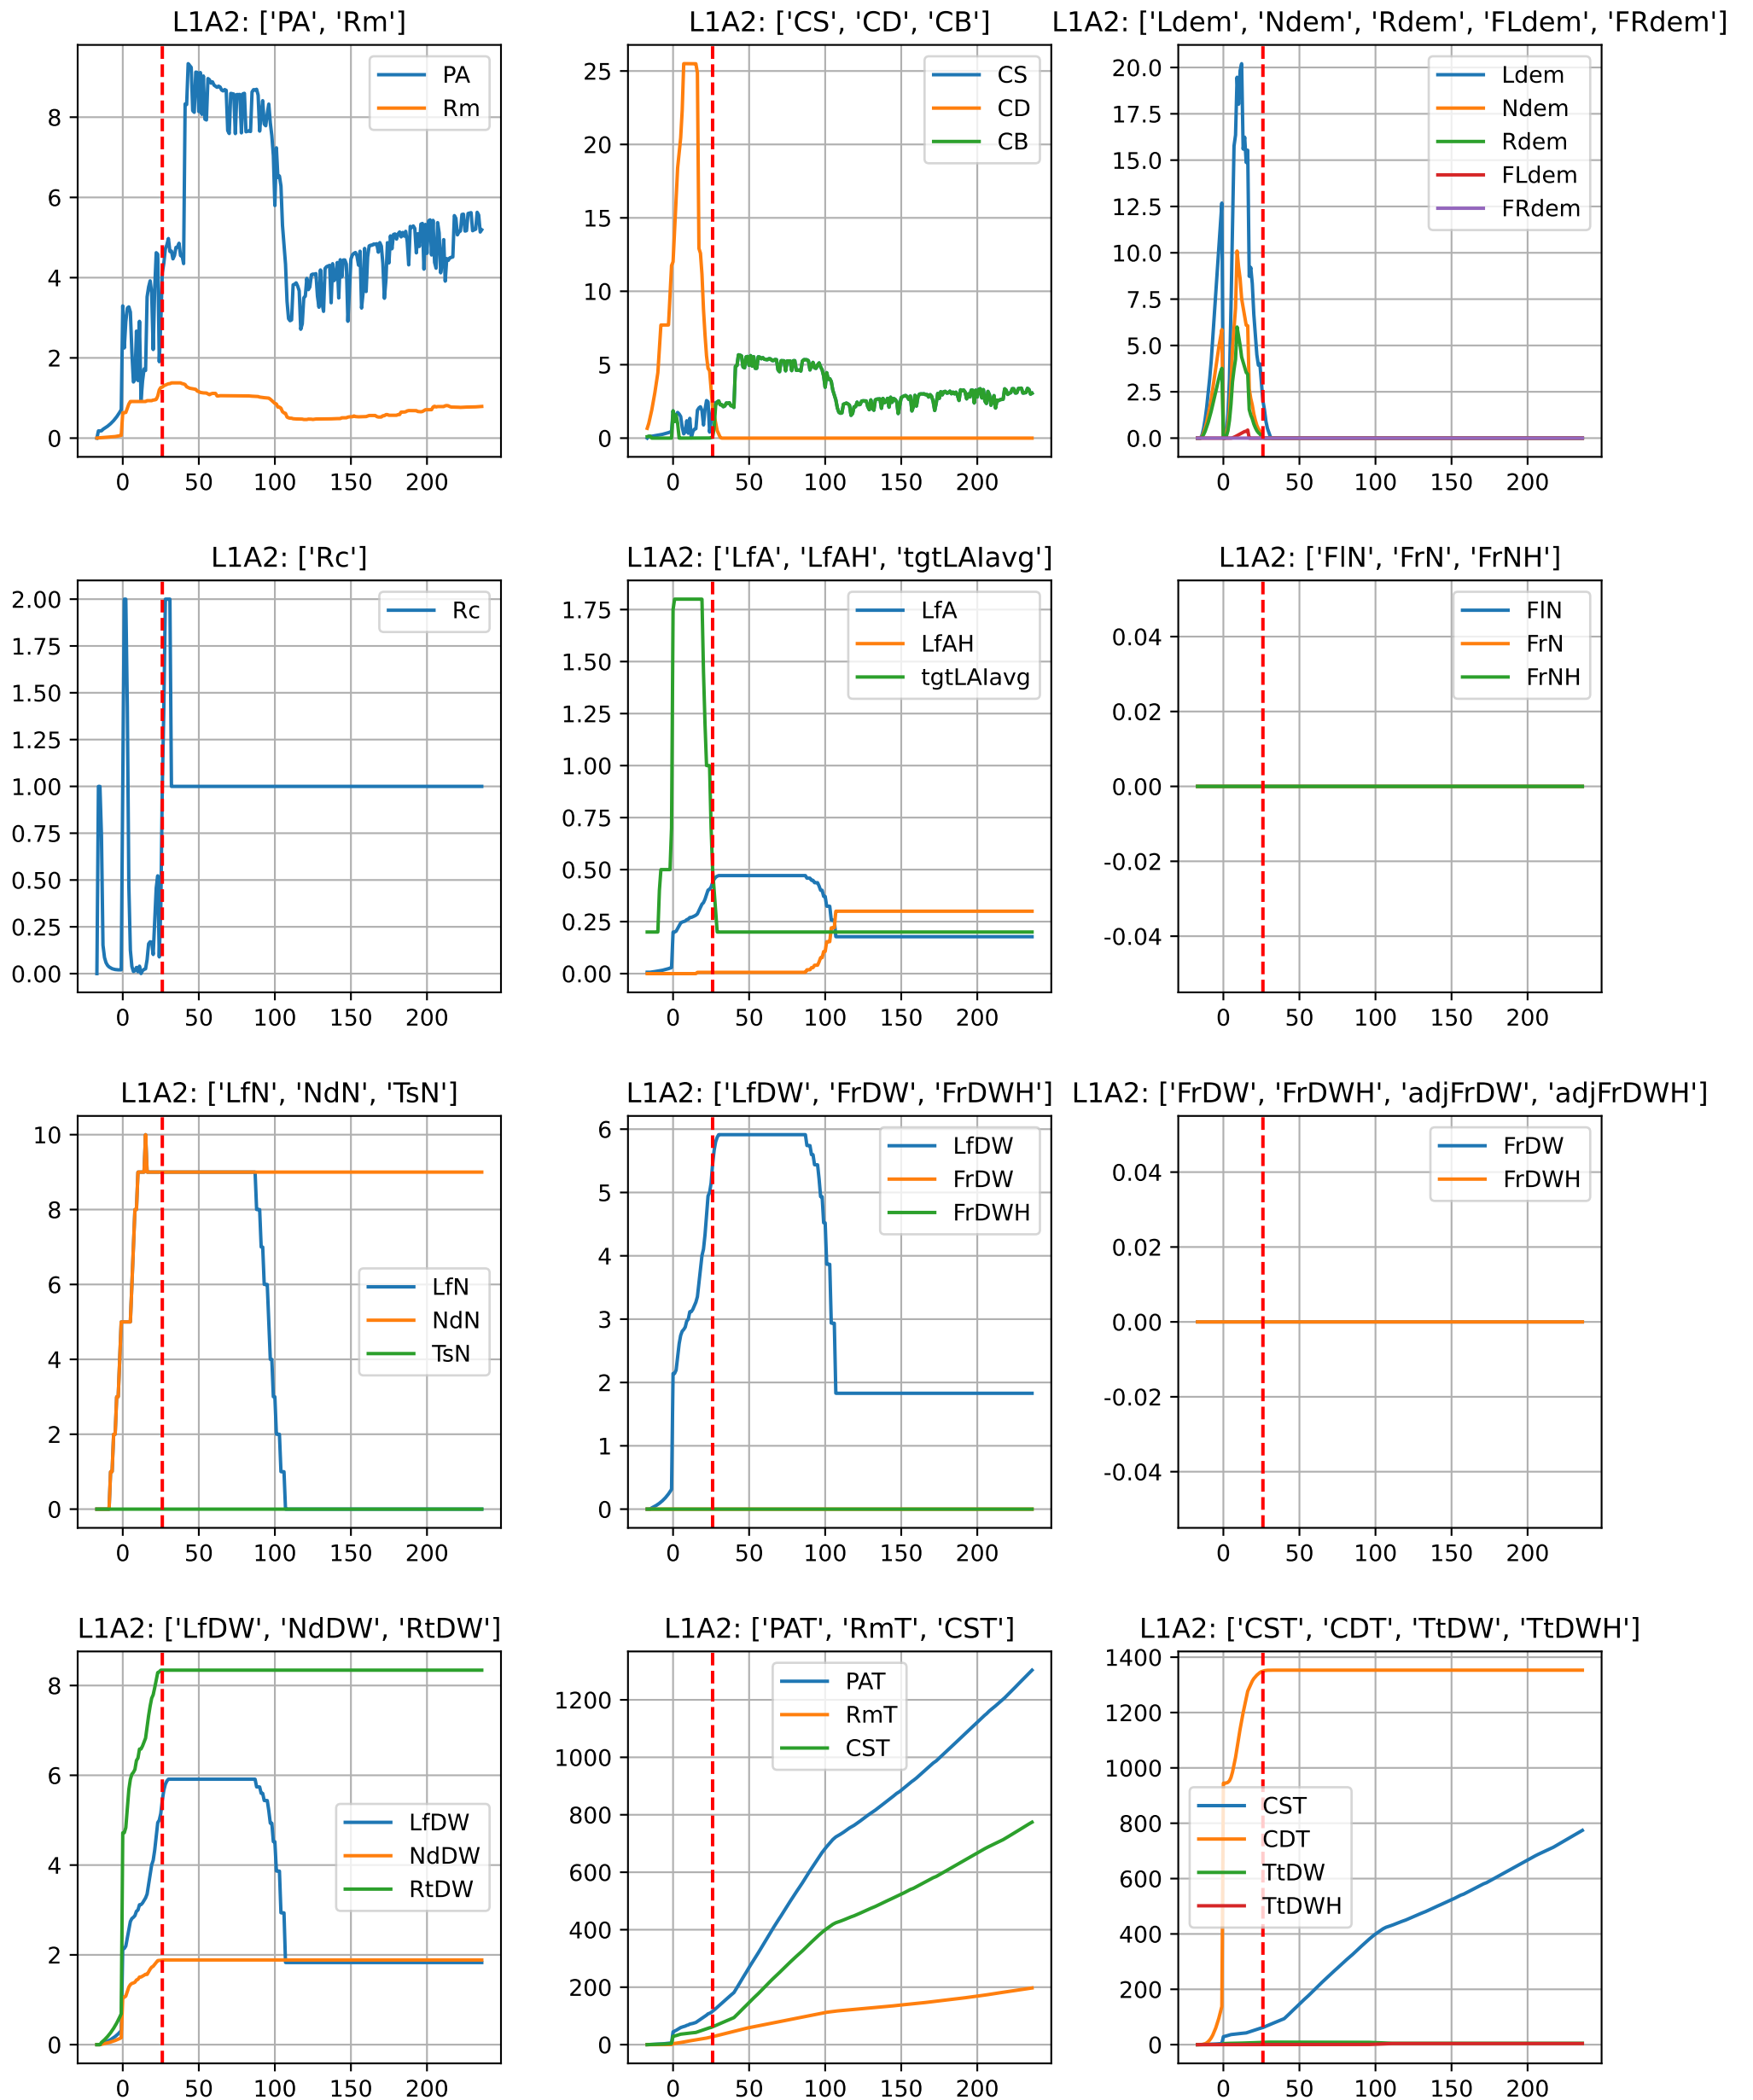 L1A2: ['PA', 'Rm']
8
6
4
2
0
0 50 100 150 200
PA
Rm
L1A2: ['CS', 'CD', 'CB']
25
20
15
10
5
0
0 50 100 150 200
CS
CD
CB
L1A2: ['Ldem', 'Ndem', 'Rdem', 'FLdem', 'FRdem']
20.0
17.5
15.0
12.5
10.0
7.5
5.0
2.5
0.0
0 50 100 150 200
Ldem
Ndem
Rdem
FLdem
FRdem
L1A2: ['Rc']
2.00
1.75
1.50
1.25
1.00
0.75
0.50
0.25
0.00
0 50 100 150 200
Rc
L1A2: ['LfA', 'LfAH', 'tgtLAIavg']
1.75
1.50
1.25
1.00
0.75
0.50
0.25
0.00
0 50 100 150 200
LfA
LfAH
tgtLAIavg
L1A2: ['FlN', 'FrN', 'FrNH']
0.04
0.02
0.00
-0.02
-0.04
0 50 100 150 200
FlN
FrN
FrNH
L1A2: ['LfN', 'NdN', 'TsN']
10
8
6
4
2
0
0 50 100 150 200
LfN
NdN
TsN
L1A2: ['LfDW', 'FrDW', 'FrDWH']
6
5
4
3
2
1
0
0 50 100 150 200
LfDW
FrDW
FrDWH
L1A2: ['FrDW', 'FrDWH', 'adjFrDW', 'adjFrDWH']
0.04
0.02
0.00
-0.02
-0.04
0 50 100 150 200
FrDW
FrDWH
L1A2: ['LfDW', 'NdDW', 'RtDW']
8
6
4
2
0
0 50 100 150 200
LfDW
NdDW
RtDW
L1A2: ['PAT', 'RmT', 'CST']
1200
1000
800
600
400
200
0
0 50 100 150 200
PAT
RmT
CST
L1A2: ['CST', 'CDT', 'TtDW', 'TtDWH']
1400
1200
1000
800
600
400
200
0
0 50 100 150 200
CST
CDT
TtDW
TtDWH